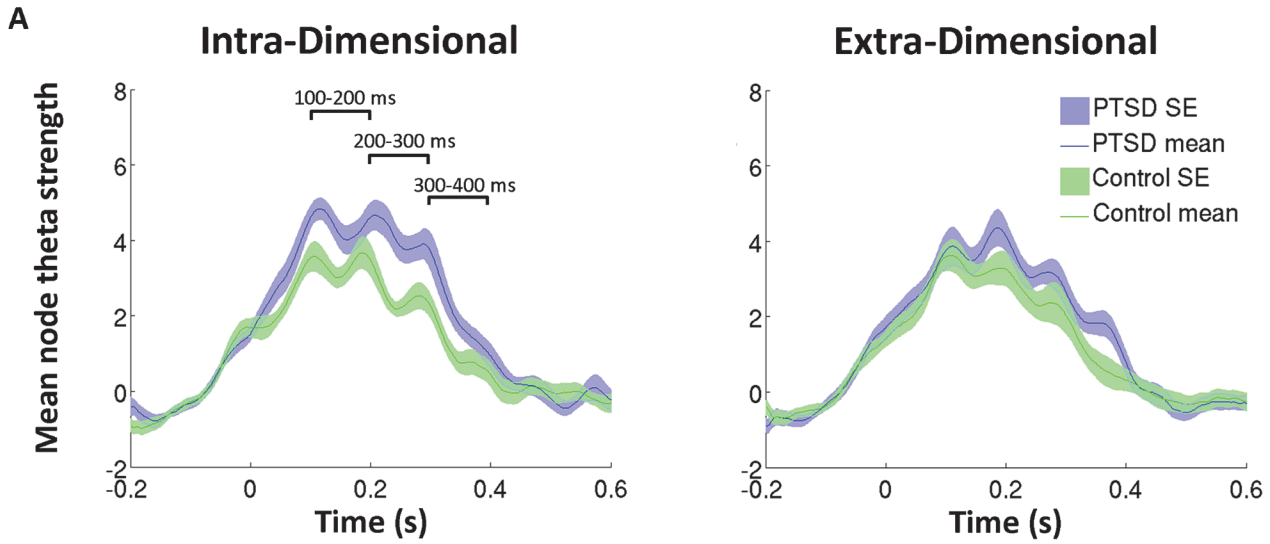 A
Intra-Dimensional
Extra-Dimensional
Mean node theta strength
8
6
4
2
0
-2
100-200 ms
200-300 ms
300-400 ms
-0.2 0 0.2 0.4 0.6
Time (s)
8
6
4
2
0
-2
PTSD SE
PTSD mean
Control SE
Control mean
-0.2 0 0.2 0.4 0.6
Time (s)